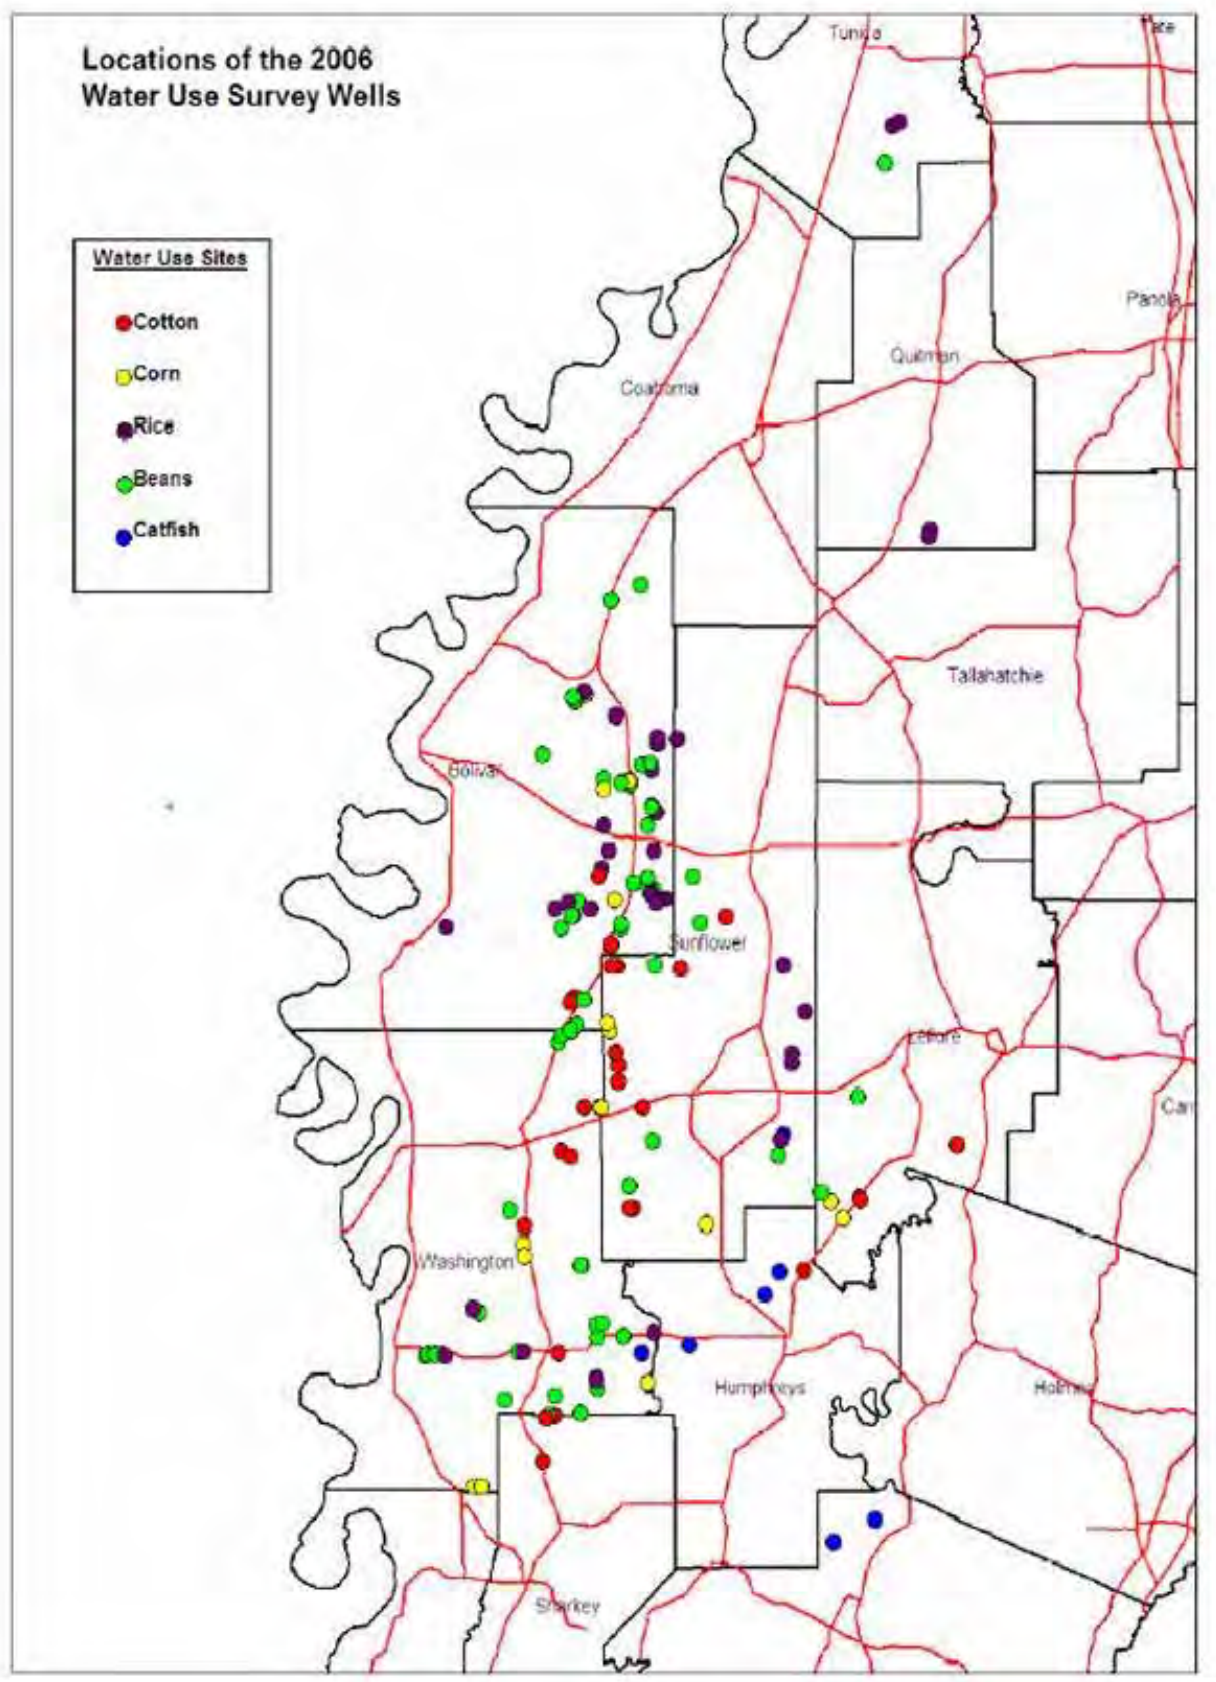 Locations of the 2006
Water Use Survey Wells
Tunica
Water Use Sites
Cotton
Corn
Rice
Beans
Catfish
Panola
Quitman
Coahoma
Tallahatchie
Bolivar
Sunflower
Leflore
Washington
Humphreys
Holmes
Sharkey